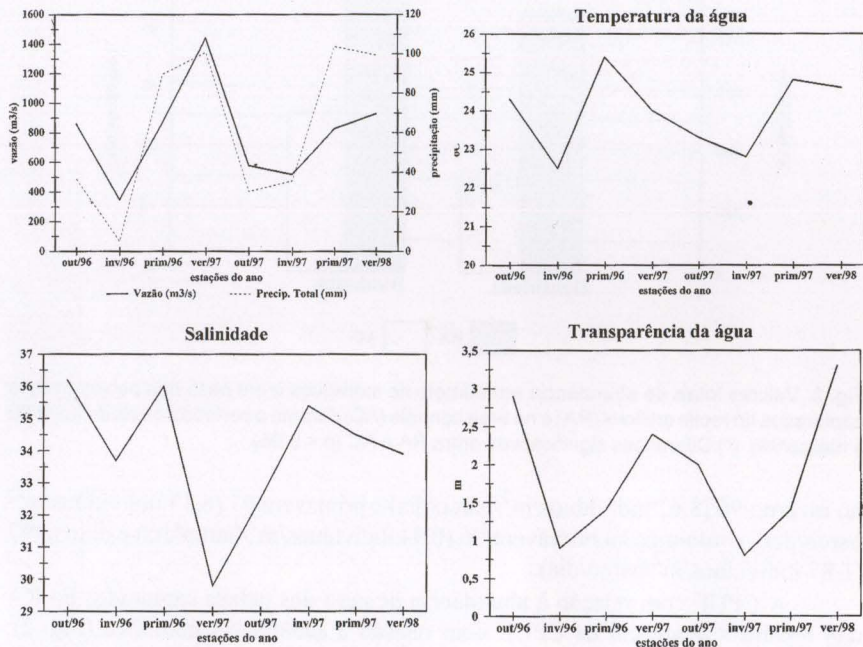 1600
1400
1200
1000
800
600
400
200
0
vazão (m3/s)
120
100
80
60
40
20
0
precipitação (mm)
out/96 inv/96 prim/96 ver/97 out/97 inv/97 prim/97 ver/98
estações do ano
Vazão (m3/s) Precip. Total (mm)
Temperatura da água
26
25
24
23
22
21
20
out/96 inv/96 prim/96 ver/97 out/97 inv/97 prim/97 ver/98
estações do ano
Salinidade
37
36
35
34
33
32
31
30
29
out/96 inv/96 prim/96 ver/97 out/97 inv/97 prim/97 ver/98
estações do ano
Transparência da água
3,5
3
2,5
2
1,5
1
0,5
0
m
out/96 inv/96 prim/96 ver/97 out/97 inv/97 prim/97 ver/98
estações do ano